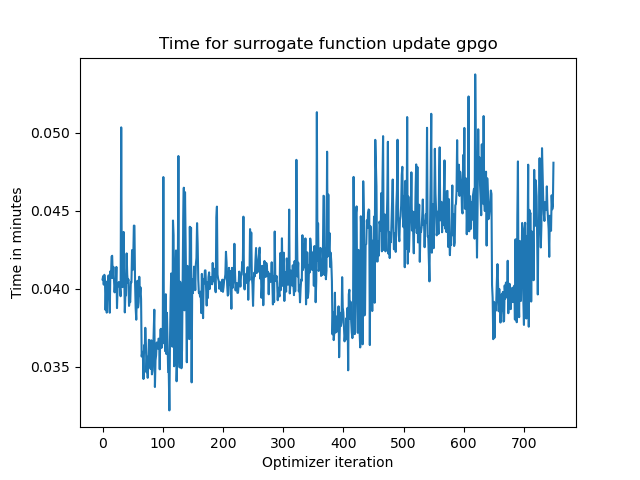 Time for surrogate function update gpgo
0.050
0.045
0.040
0.035
Time in minutes
0 100 200 300 400 500 600 700
Optimizer iteration